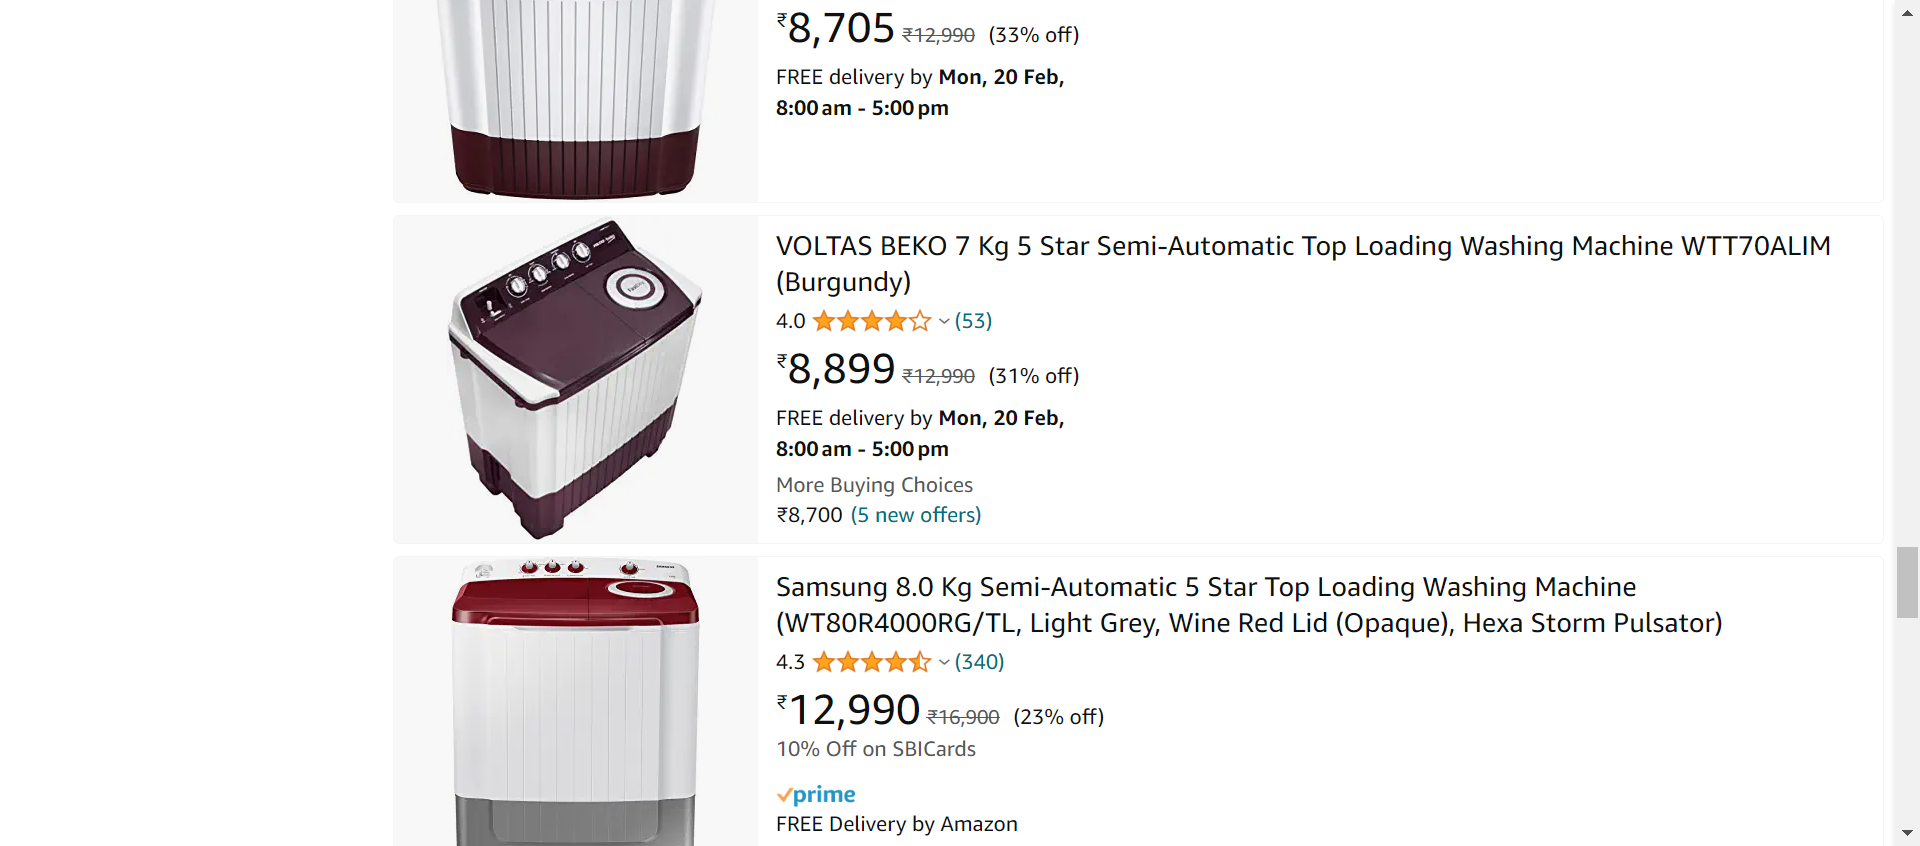 ₹8,705 ₹12,990 (33% off)
FREE delivery by Mon, 20 Feb,
8:00 am - 5:00 pm
VOLTAS BEKO 7 Kg 5 Star Semi-Automatic Top Loading Washing Machine WTT70ALIM
(Burgundy)
4.0 (53)
₹8,899 ₹12,990 (31% off)
FREE delivery by Mon, 20 Feb,
8:00 am - 5:00 pm
More Buying Choices
₹8,700 (5 new offers)
Samsung 8.0 Kg Semi-Automatic 5 Star Top Loading Washing Machine
(WT80R4000RG/TL, Light Grey, Wine Red Lid (Opaque), Hexa Storm Pulsator)
4.3 (340)
₹12,990 ₹16,900 (23% off)
10% Off on SBICards
prime
FREE Delivery by Amazon